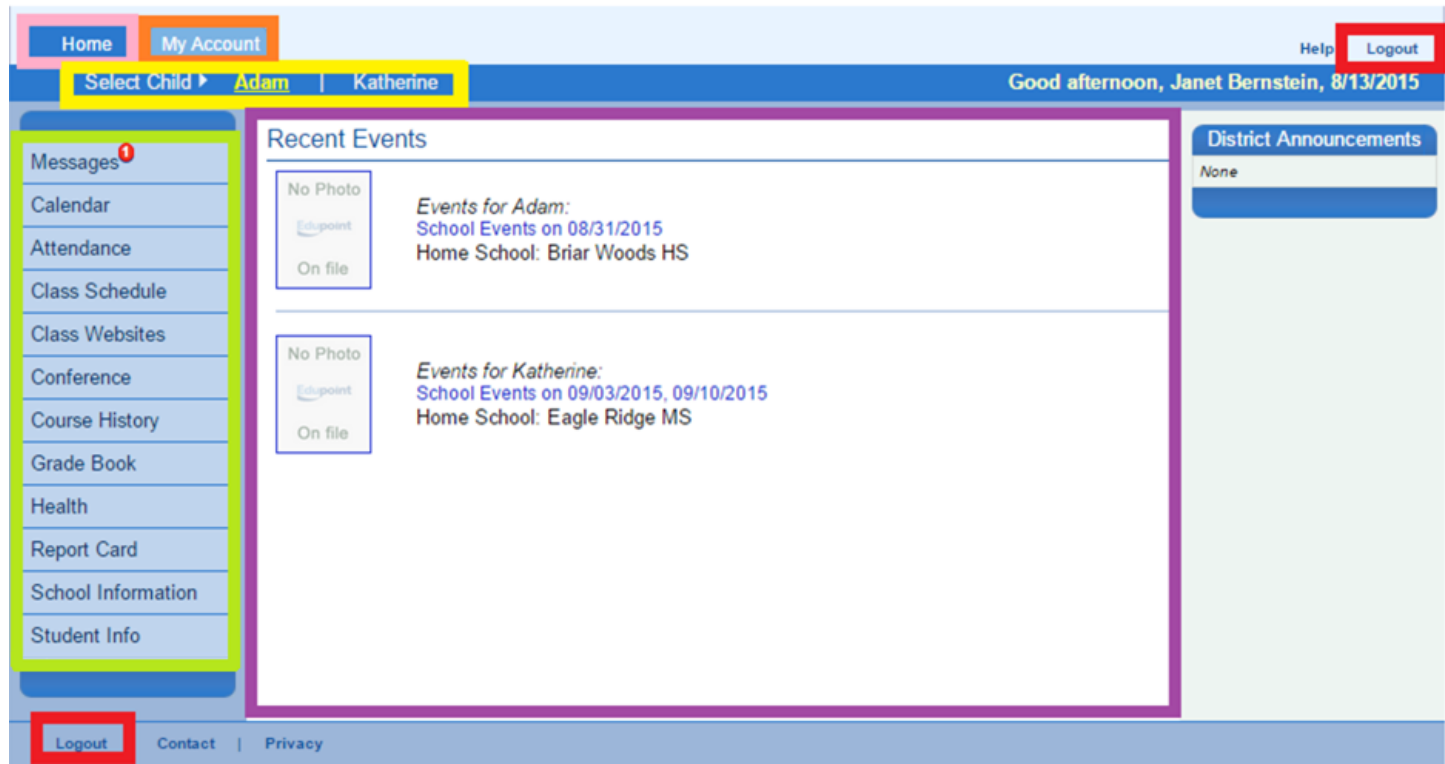 Home My Account
Help Logout
Select Child Adam | Katherine
Good afternoon, Janet Bernstein, 8/13/2015
Messages 1
Calendar
Attendance
Class Schedule
Class Websites
Conference
Course History
Grade Book
Health
Report Card
School Information
Student Info
Recent Events
No Photo
Edupoint
On file
Events for Adam:
School Events on 08/31/2015
Home School: Briar Woods HS
No Photo
Edupoint
On file
Events for Katherine:
School Events on 09/03/2015, 09/10/2015
Home School: Eagle Ridge MS
District Announcements
None
Logout Contact | Privacy